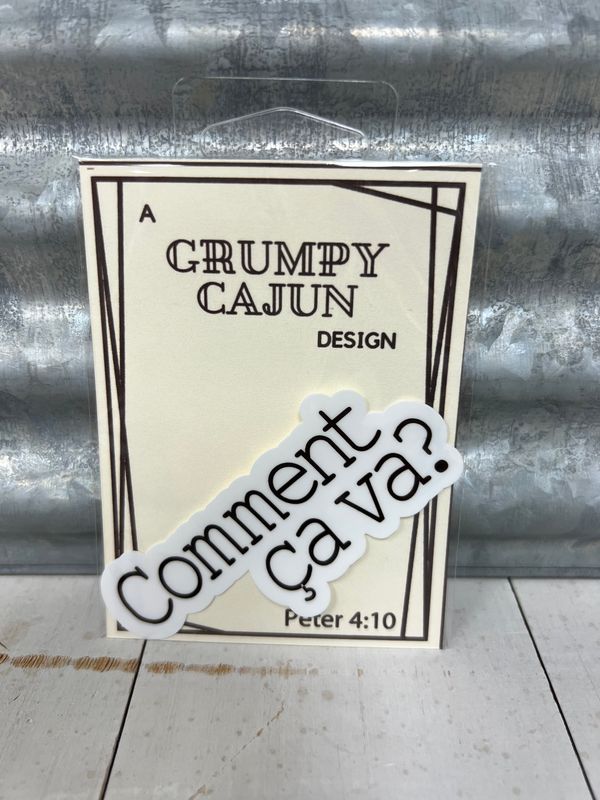 A
GRUMPY
CAJUN
DESIGN
Comment
ça va?
Peter 4:10